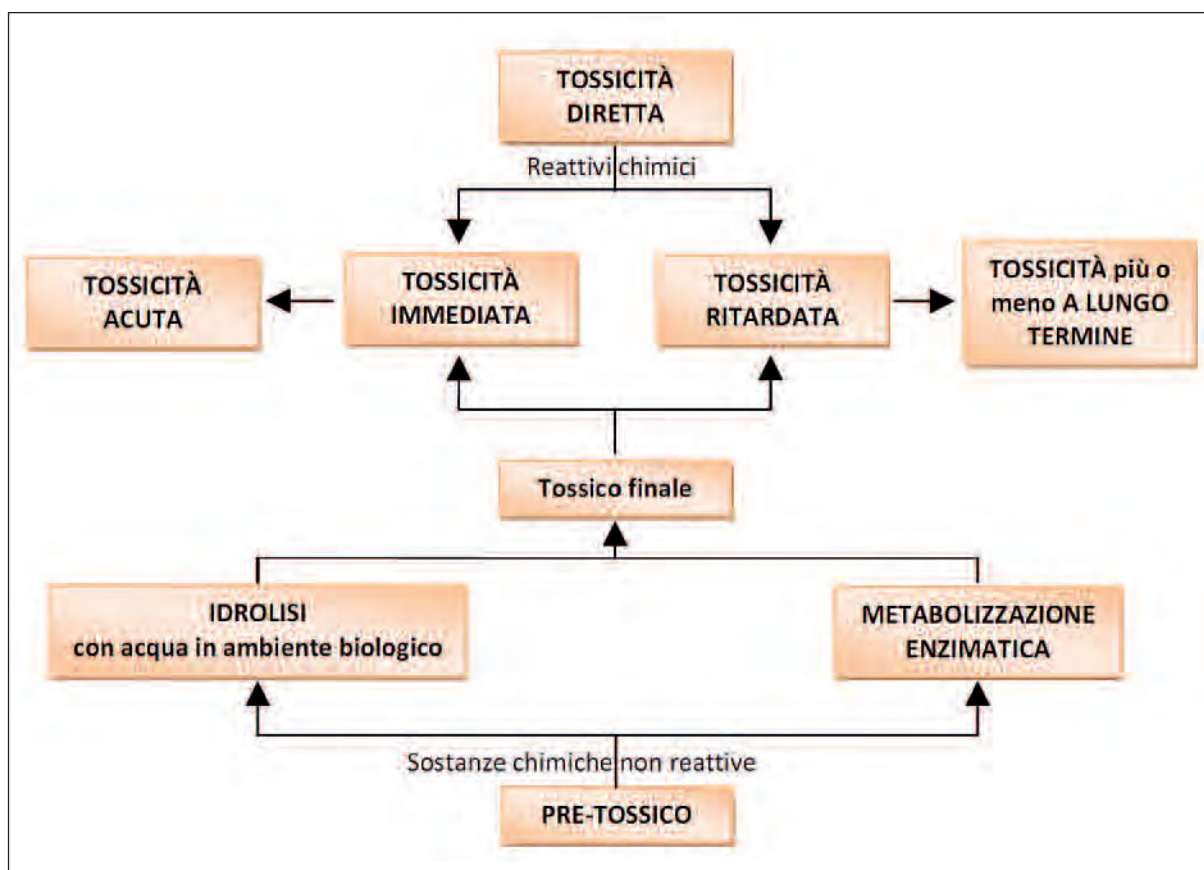 TOSSICITÀ
DIRETTA
Reattivi chimici
TOSSICITÀ
ACUTA
TOSSICITÀ
IMMEDIATA
TOSSICITÀ
RITARDATA
TOSSICITÀ più o
meno A LUNGO
TERMINE
Tossico finale
IDROLISI
con acqua in ambiente biologico
METABOLIZZAZIONE
ENZIMATICA
Sostanze chimiche non reattive
PRE-TOSSICO